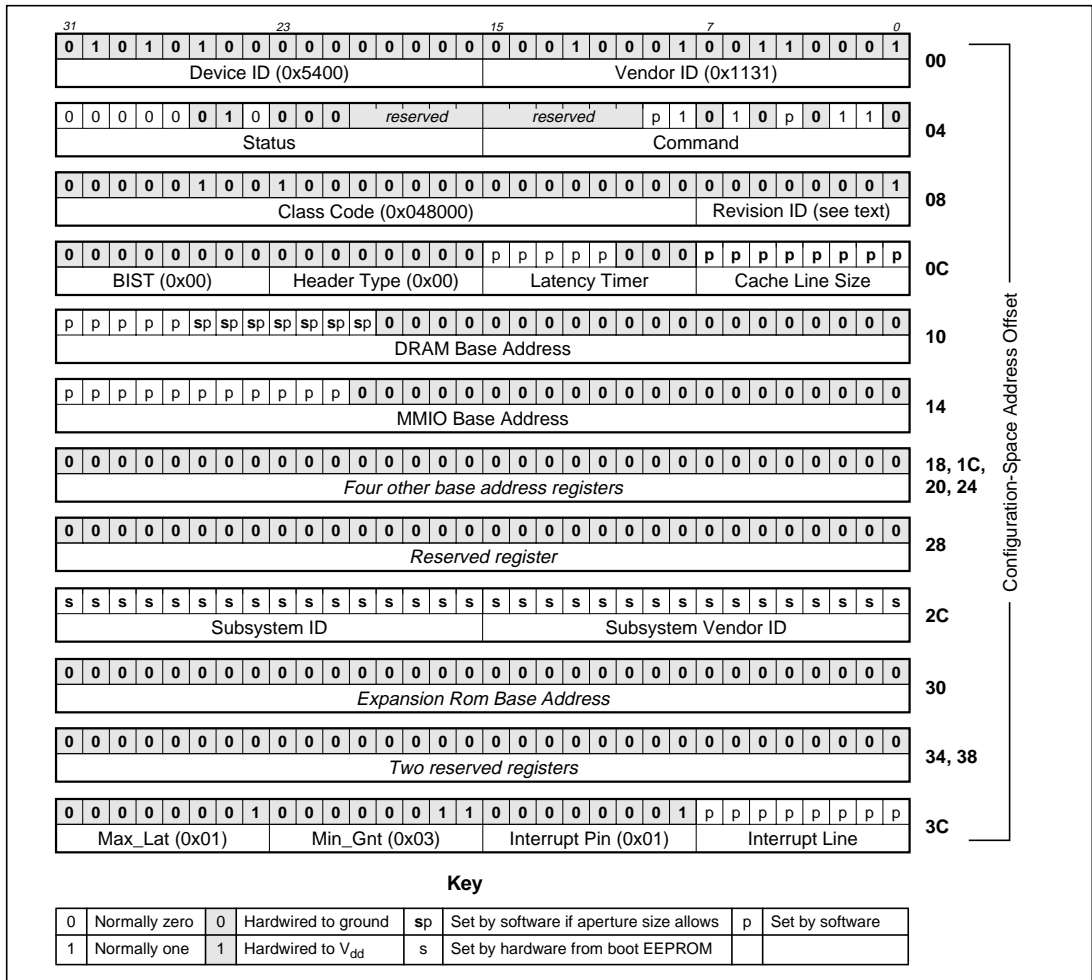 31 23 15 7 0
0 1 0 1 0 1 0 0 0 0 0 0 0 0 0 0 0 0 0 1 0 0 0 1 0 0 1 1 0 0 0 1
Device ID (0x5400) Vendor ID (0x1131)
00
0 0 0 0 0 0 1 0 0 0 0 reserved reserved p 1 0 1 0 p 0 1 1 0
Status Command
04
0 0 0 0 0 1 0 0 1 0 0 0 0 0 0 0 0 0 0 0 0 0 0 0 0 0 0 0 0 0 0 1
Class Code (0x048000) Revision ID (see text)
08
0 0 0 0 0 0 0 0 0 0 0 0 0 0 0 0 p p p p p 0 0 0 p p p p p p p p
BIST (0x00) Header Type (0x00) Latency Timer Cache Line Size
0C
p p p p p sp sp sp sp sp sp sp 0 0 0 0 0 0 0 0 0 0 0 0 0 0 0 0 0 0 0 0
DRAM Base Address
10
p p p p p p p p p p p 0 0 0 0 0 0 0 0 0 0 0 0 0 0 0 0 0 0 0 0 0
MMIO Base Address
14
0 0 0 0 0 0 0 0 0 0 0 0 0 0 0 0 0 0 0 0 0 0 0 0 0 0 0 0 0 0 0 0
Four other base address registers
18, 1C,
20, 24
0 0 0 0 0 0 0 0 0 0 0 0 0 0 0 0 0 0 0 0 0 0 0 0 0 0 0 0 0 0 0 0
Reserved register
28
s s s s s s s s s s s s s s s s s s s s s s s s s s s s s s s s
Subsystem ID Subsystem Vendor ID
2C
0 0 0 0 0 0 0 0 0 0 0 0 0 0 0 0 0 0 0 0 0 0 0 0 0 0 0 0 0 0 0 0
Expansion Rom Base Address
30
0 0 0 0 0 0 0 0 0 0 0 0 0 0 0 0 0 0 0 0 0 0 0 0 0 0 0 0 0 0 0 0
Two reserved registers
34, 38
0 0 0 0 0 0 0 1 0 0 0 0 0 0 1 1 0 0 0 0 0 0 0 1 p p p p p p p p
Max_Lat (0x01) Min_Gnt (0x03) Interrupt Pin (0x01) Interrupt Line
3C
Configuration-Space Address Offset
Key
0 Normally zero 0 Hardwired to ground sp Set by software if aperture size allows p Set by software
1 Normally one 1 Hardwired to Vdd s Set by hardware from boot EEPROM